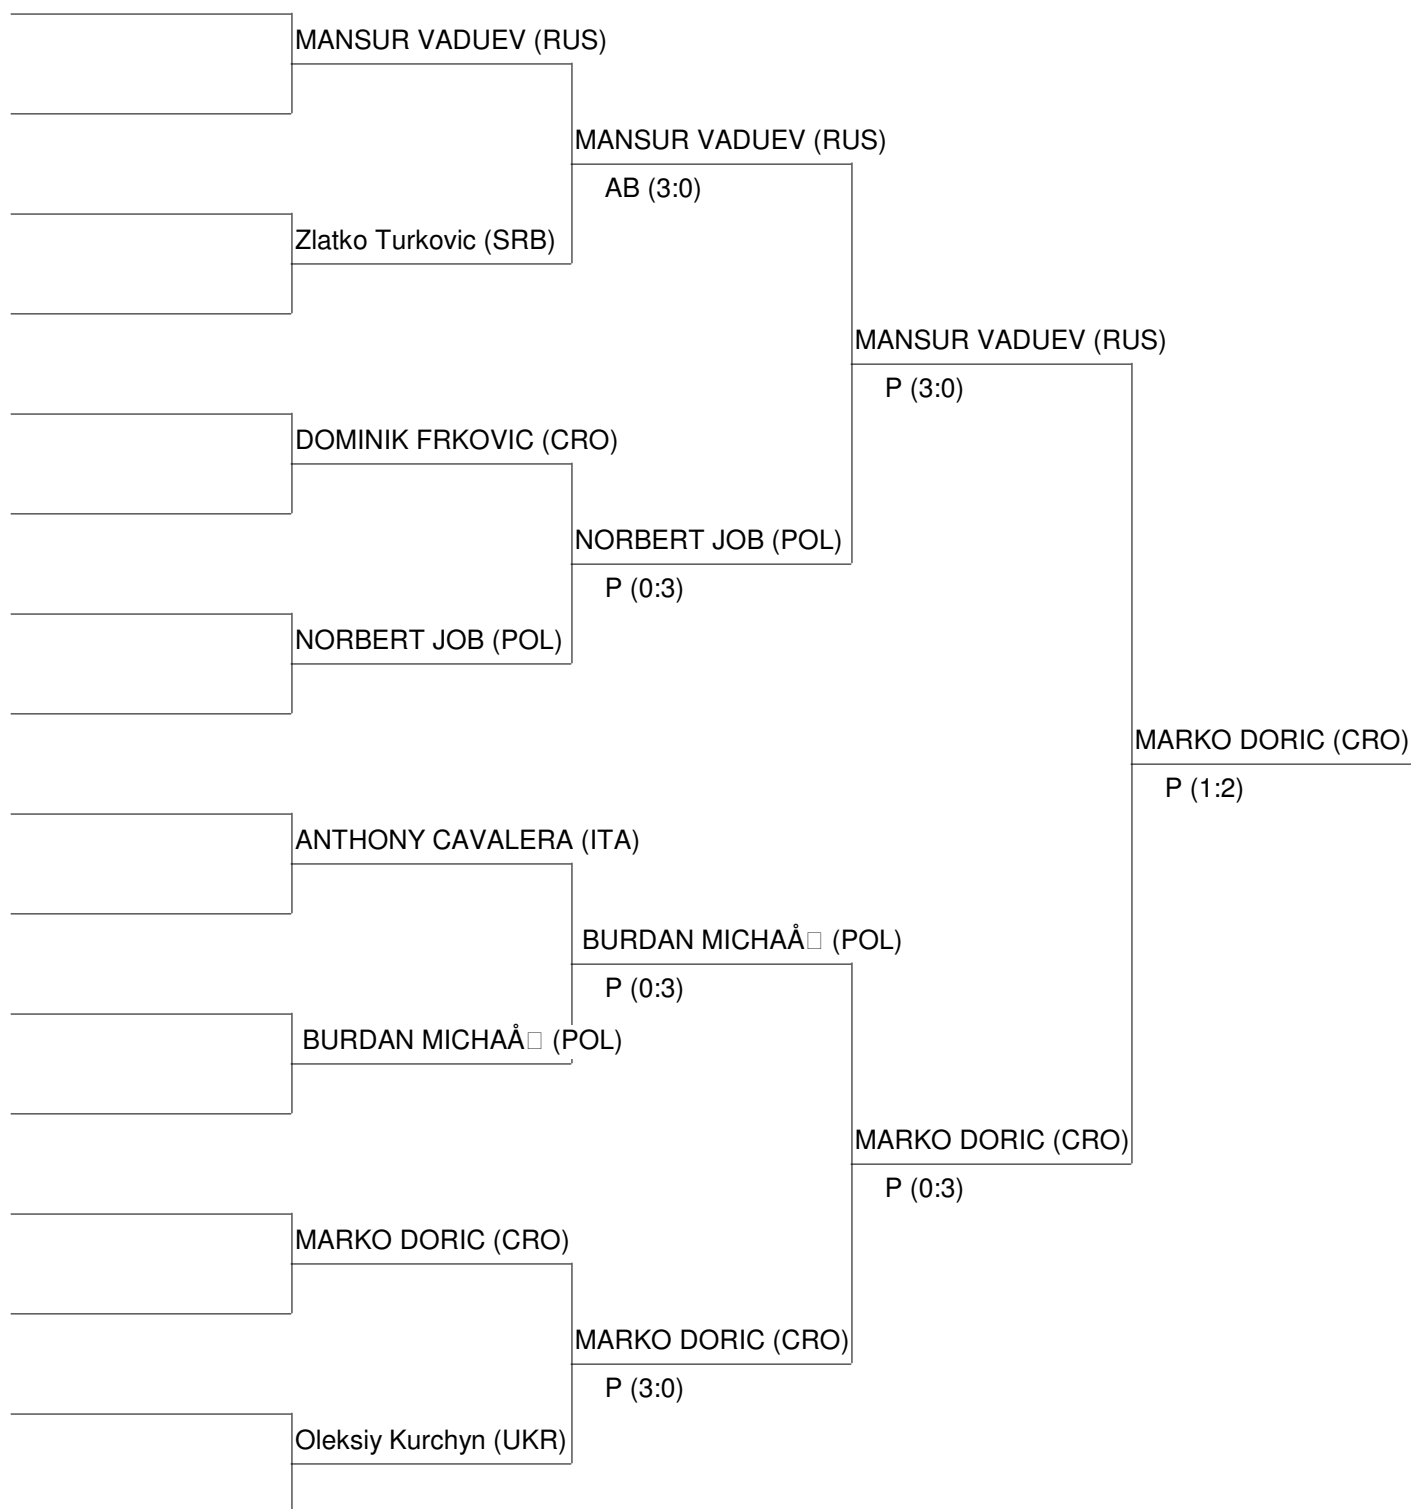 MANSUR VADUEV (RUS)
MANSUR VADUEV (RUS)
AB (3:0)
Zlatko Turkovic (SRB)
MANSUR VADUEV (RUS)
P (3:0)
DOMINIK FRKOVIC (CRO)
NORBERT JOB (POL)
P (0:3)
NORBERT JOB (POL)
MARKO DORIC (CRO)
P (1:2)
ANTHONY CAVALERA (ITA)
BURDAN MICHAÅ□ (POL)
P (0:3)
BURDAN MICHAÅ□ (POL)
MARKO DORIC (CRO)
P (0:3)
MARKO DORIC (CRO)
MARKO DORIC (CRO)
P (3:0)
Oleksiy Kurchyn (UKR)